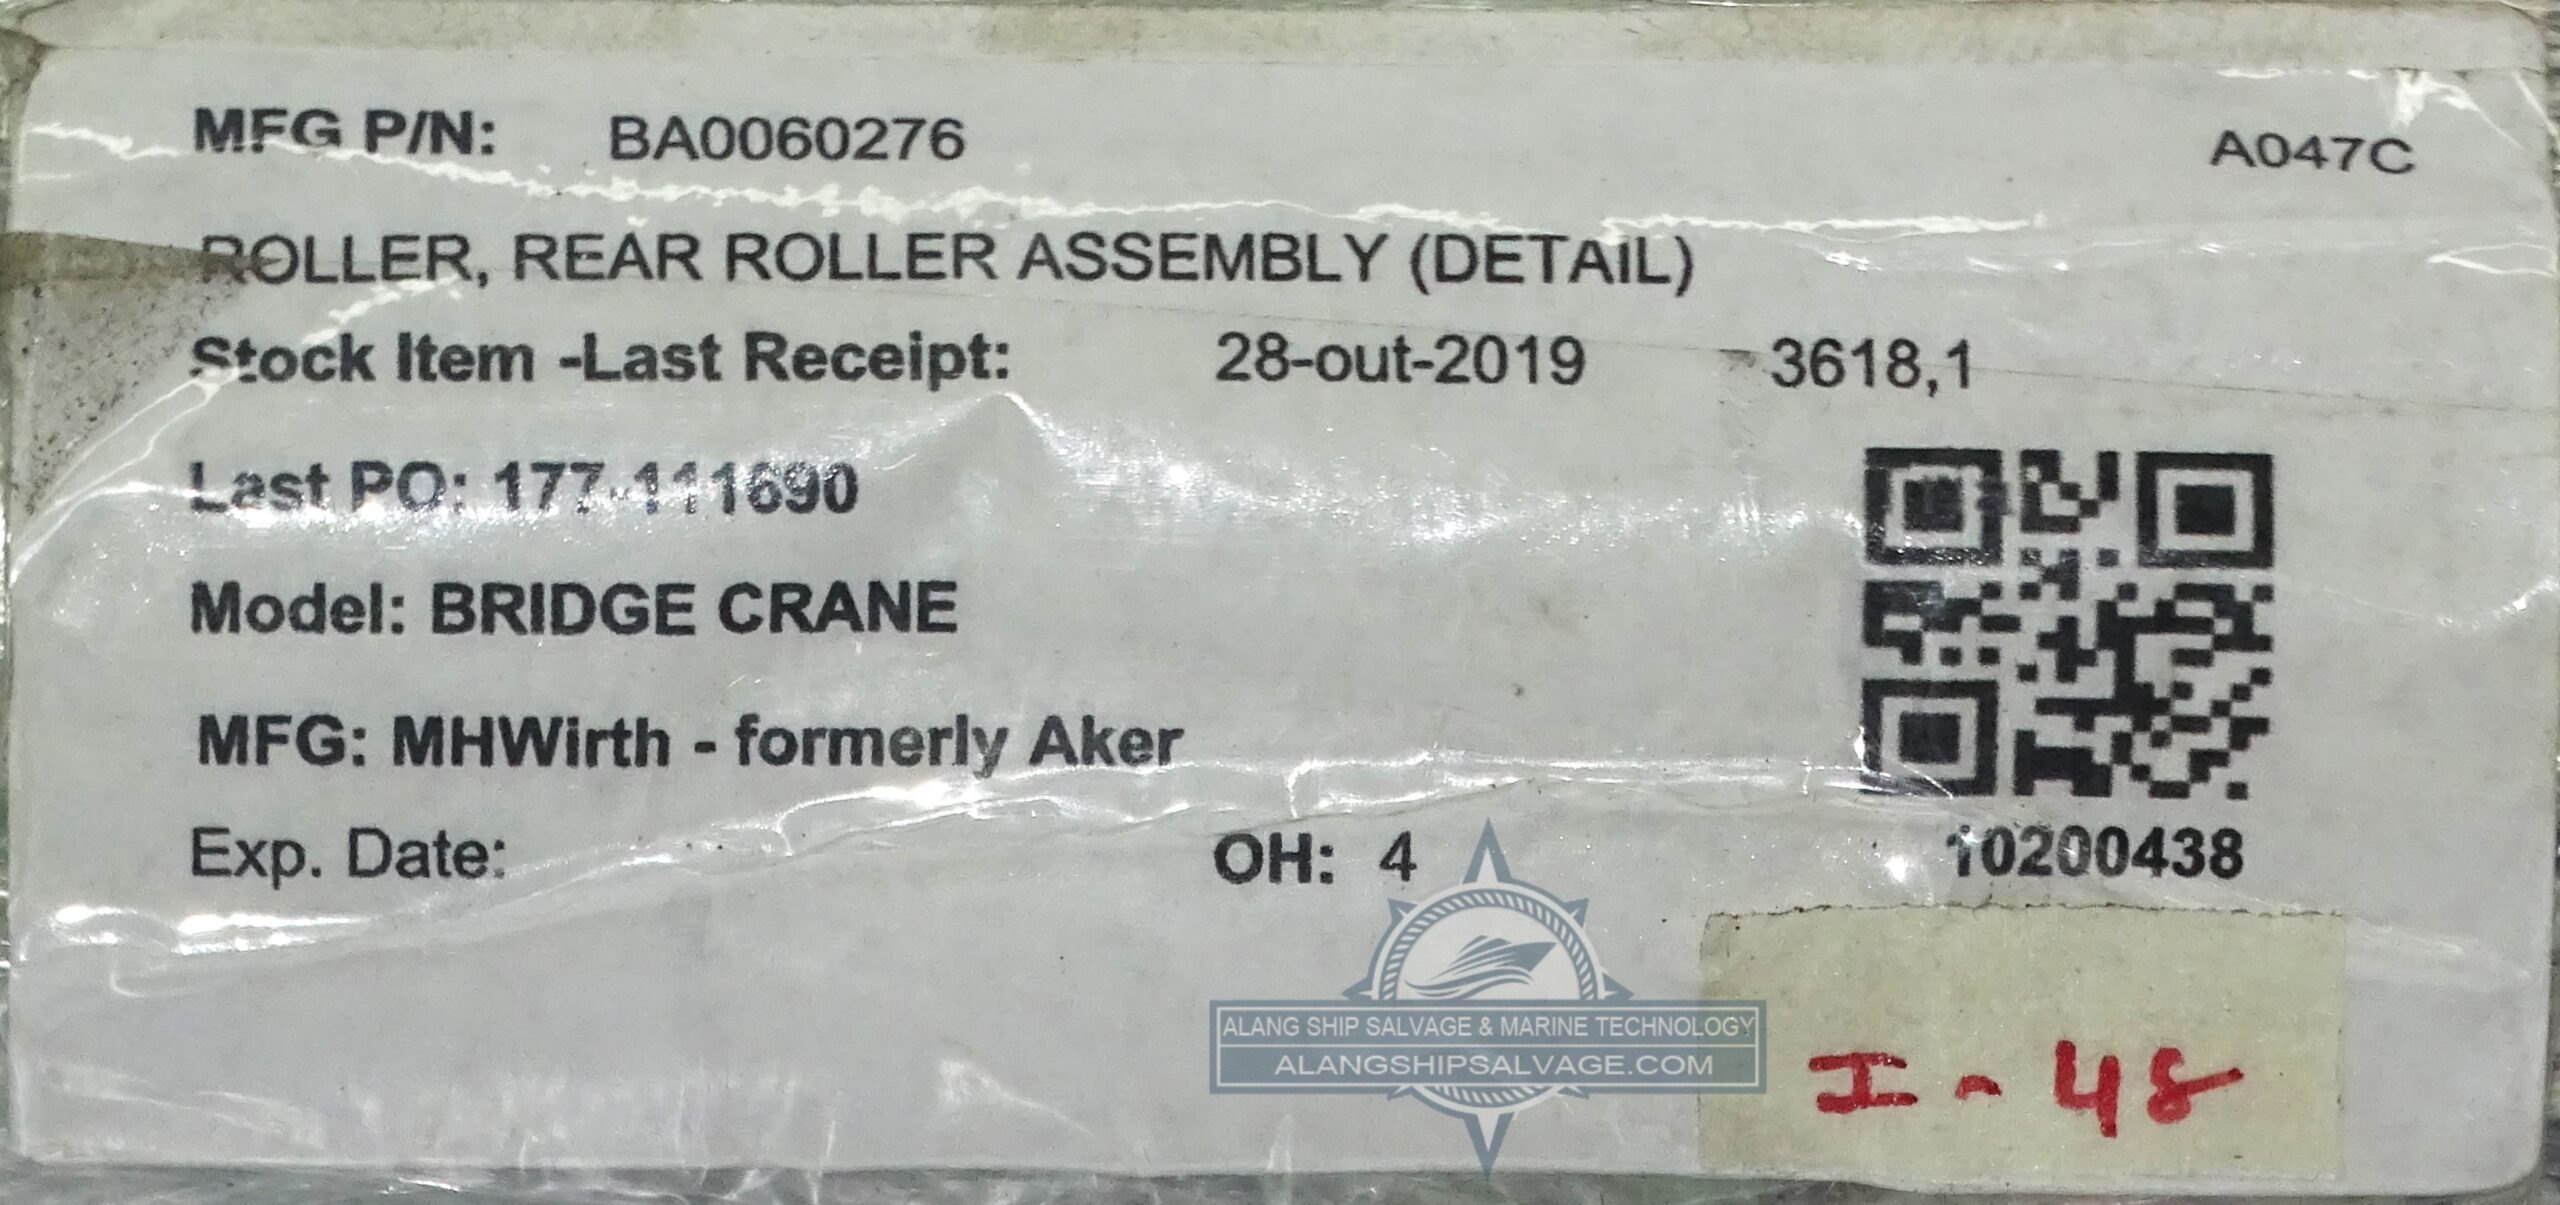 MFG P/N: BA0060276 A047C
ROLLER, REAR ROLLER ASSEMBLY (DETAIL)
Stock Item -Last Receipt: 28-out-2019 3618,1
Last PO: 177-111690
Model: BRIDGE CRANE
MFG: MHWirth - formerly Aker
Exp. Date: OH: 4
10200438
ALANG SHIP SALVAGE & MARINE TECHNOLOGY
ALANGSHIPSALVAGE.COM
I - 48